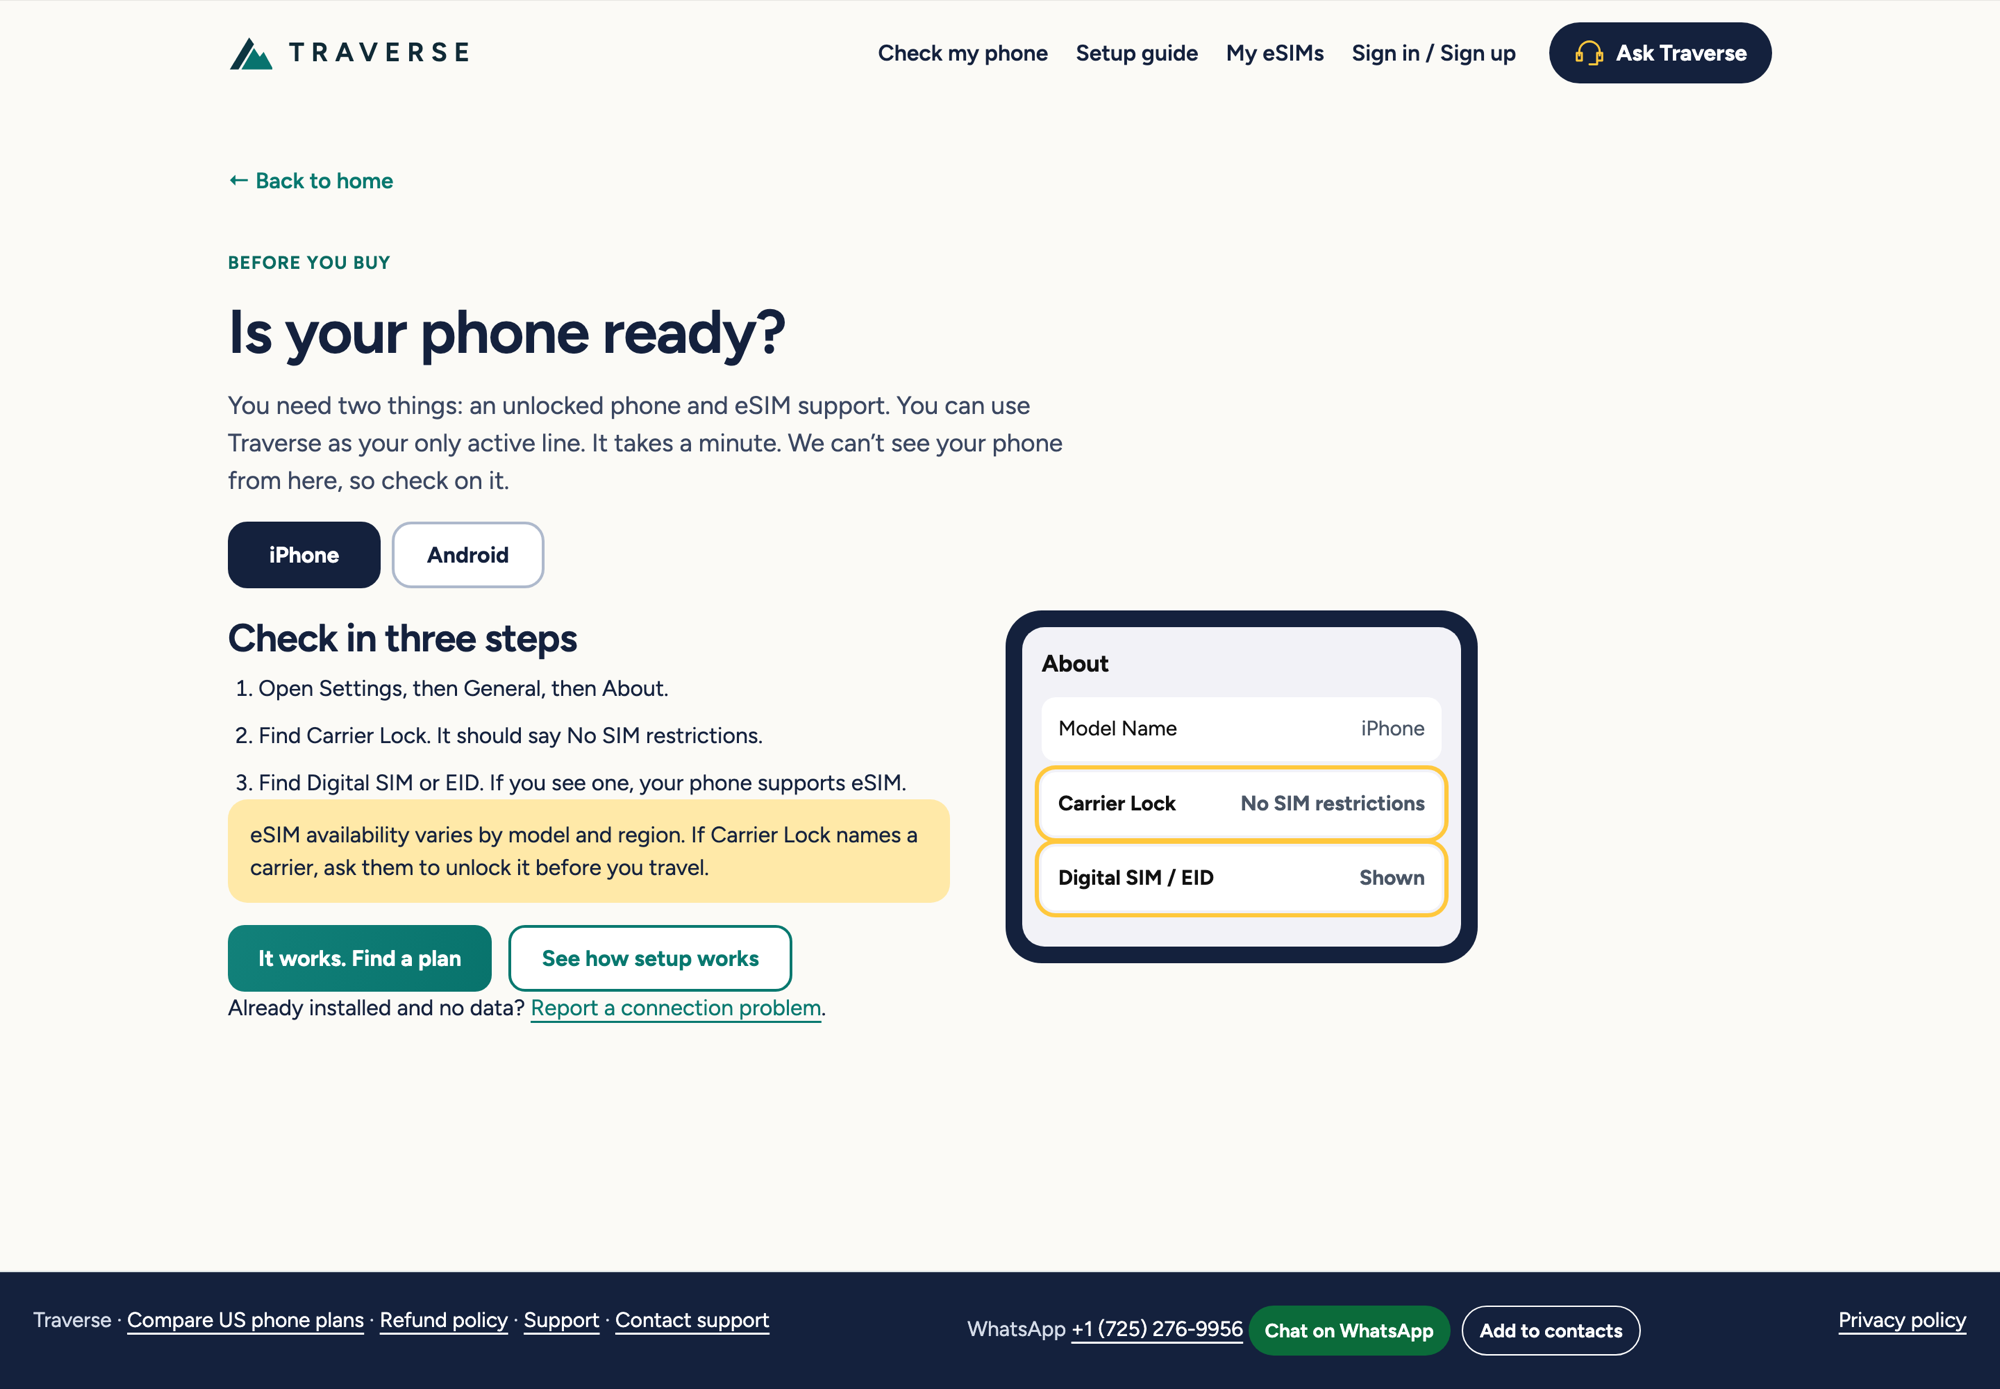 TRAVERSE
Check my phone
Setup guide
My eSIMs
Sign in / Sign up
Ask Traverse
← Back to home
BEFORE YOU BUY
Is your phone ready?
You need two things: an unlocked phone and eSIM support. You can use
Traverse as your only active line. It takes a minute. We can’t see your phone
from here, so check on it.
iPhone
Android
Check in three steps
1. Open Settings, then General, then About.
2. Find Carrier Lock. It should say No SIM restrictions.
3. Find Digital SIM or EID. If you see one, your phone supports eSIM.
eSIM availability varies by model and region. If Carrier Lock names a
carrier, ask them to unlock it before you travel.
It works. Find a plan
See how setup works
Already installed and no data? Report a connection problem.
About
Model Name iPhone
Carrier Lock No SIM restrictions
Digital SIM / EID Shown
Traverse · Compare US phone plans · Refund policy · Support · Contact support
WhatsApp +1 (725) 276-9956
Chat on WhatsApp
Add to contacts
Privacy policy